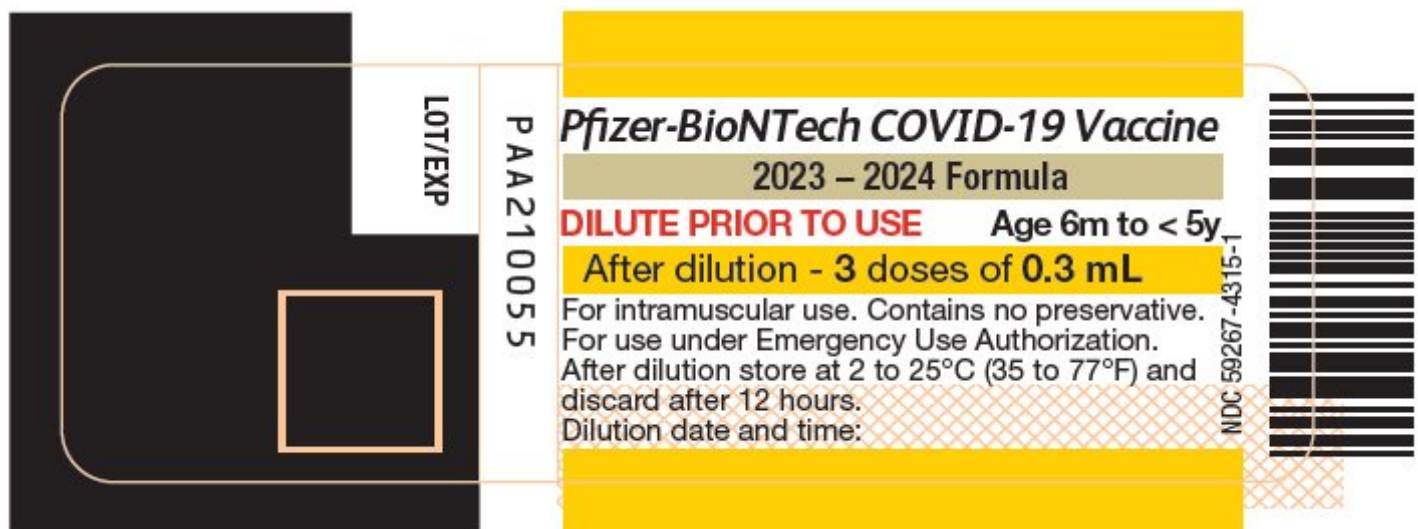 LOT/EXP
PAA210055
Pfizer-BioNTech COVID-19 Vaccine
2023 – 2024 Formula
DILUTE PRIOR TO USE Age 6m to < 5y
After dilution - 3 doses of 0.3 mL
For intramuscular use. Contains no preservative.
For use under Emergency Use Authorization.
After dilution store at 2 to 25°C (35 to 77°F) and
discard after 12 hours.
Dilution date and time:
NDC 59267-4315-1